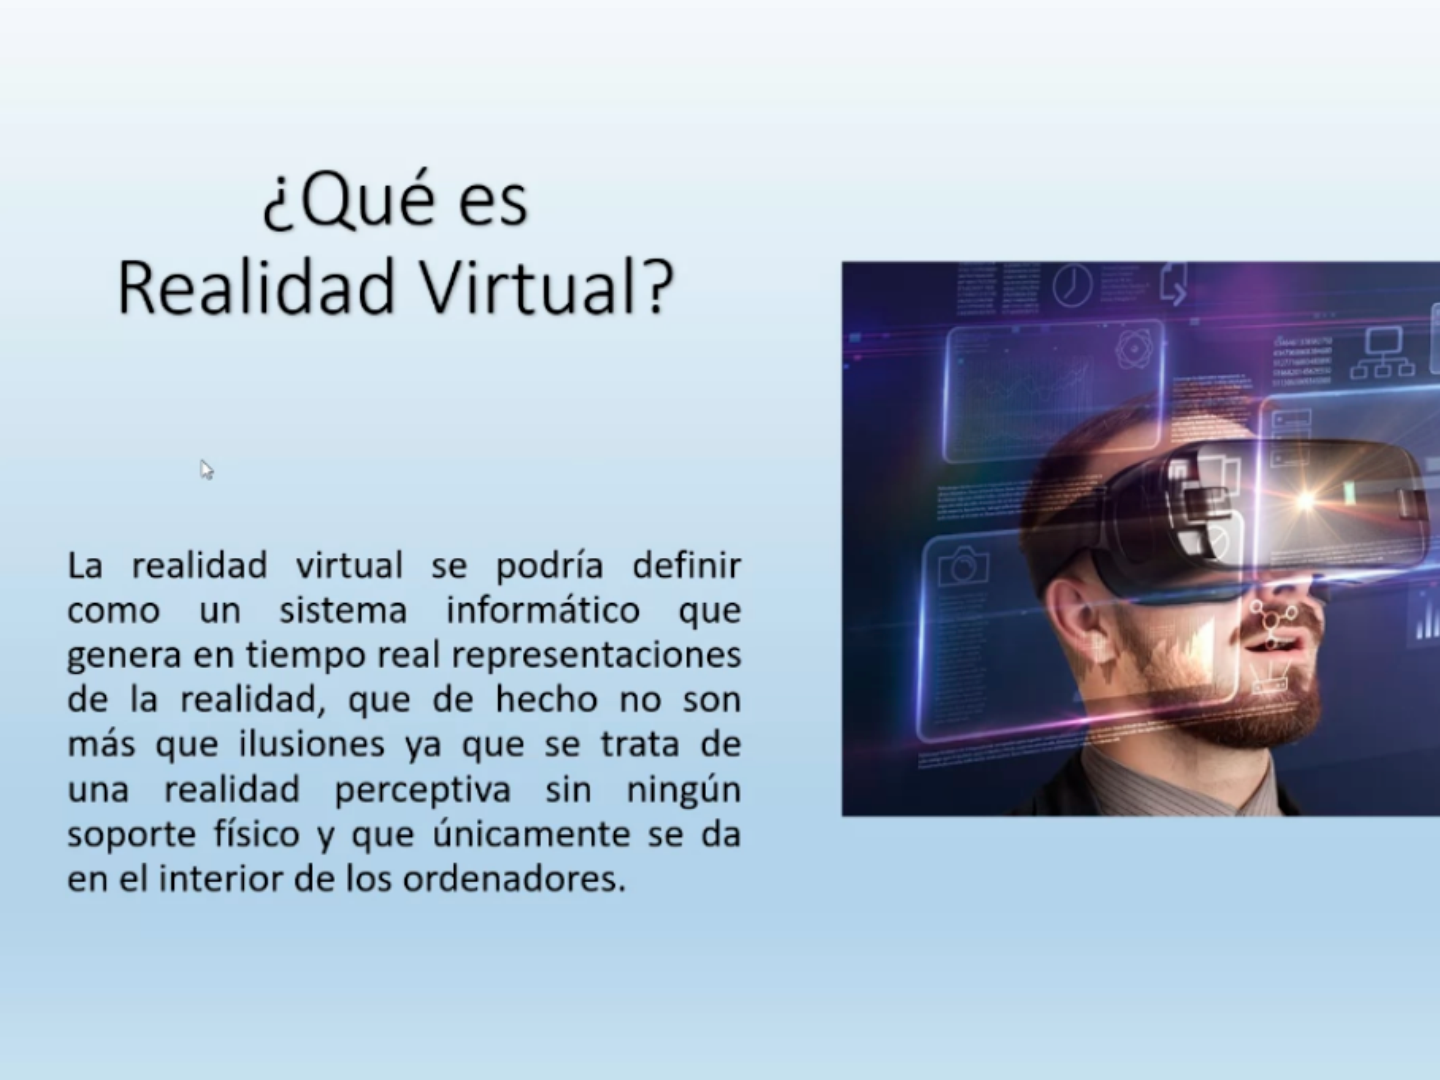 ¿Qué es
Realidad Virtual?
La realidad virtual se podría definir
como un sistema informático que
genera en tiempo real representaciones
de la realidad, que de hecho no son
más que ilusiones ya que se trata de
una realidad perceptiva sin ningún
soporte físico y que únicamente se da
en el interior de los ordenadores.